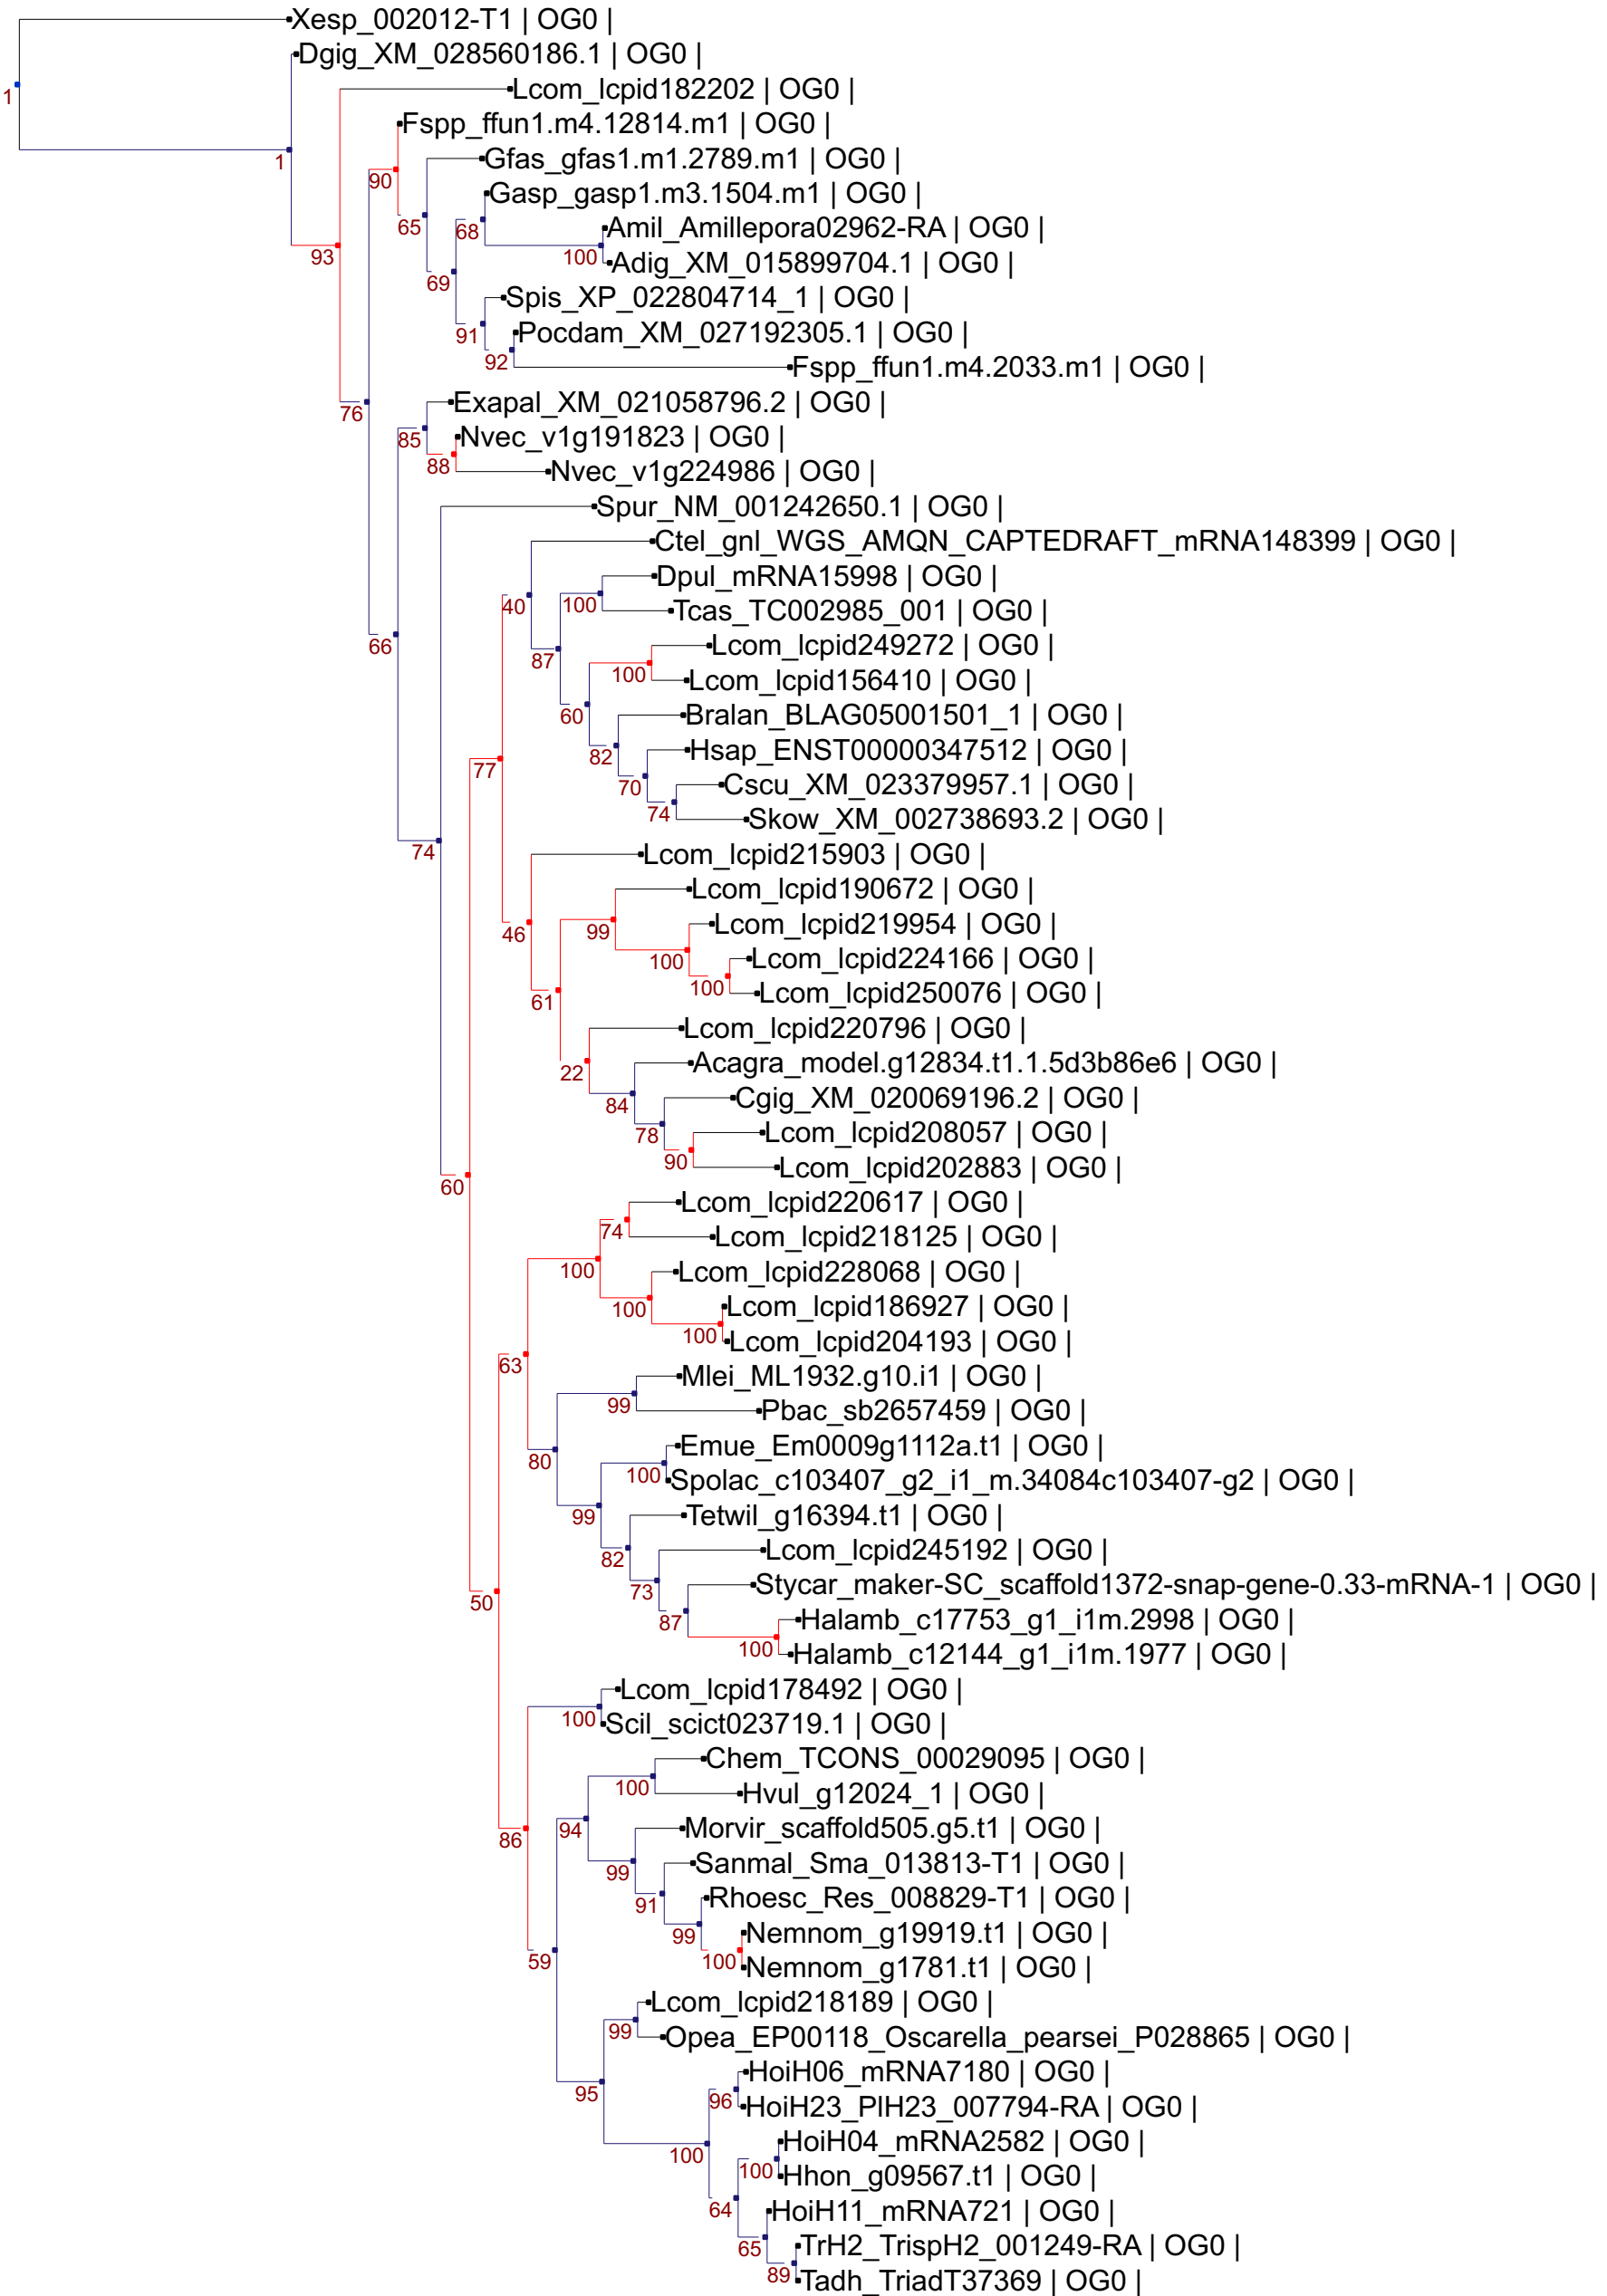 Xesp_002012-T1 | OG0 |
Dgig_XM_028560186.1 | OG0 |
1
Lcom_lcpid182202 | OG0 |
Fspp_ffun1.m4.12814.m1 | OG0 |
1
Gfas_gfas1.m1.2789.m1 | OG0 |
90
Gasp_gasp1.m3.1504.m1 | OG0 |
65
68
Amil_Amillepora02962-RA | OG0 |
93
100
Adig_XM_015899704.1 | OG0 |
69
Spis_XP_022804714_1 | OG0 |
91
Pocdam_XM_027192305.1 | OG0 |
92
Fspp_ffun1.m4.2033.m1 | OG0 |
Exapal_XM_021058796.2 | OG0 |
76
85
Nvec_v1g191823 | OG0 |
88
Nvec_v1g224986 | OG0 |
Spur_NM_001242650.1 | OG0 |
Ctel_gnl_WGS_AMQN_CAPTEDRAFT_mRNA148399 | OG0 |
Dpul_mRNA15998 | OG0 |
40
100
Tcas_TC002985_001 | OG0 |
66
Lcom_lcpid249272 | OG0 |
87
100
Lcom_lcpid156410 | OG0 |
60
Bralan_BLAG05001501_1 | OG0 |
Hsap_ENST00000347512 | OG0 |
82
77
Cscu_XM_023379957.1 | OG0 |
70
74
Skow_XM_002738693.2 | OG0 |
74
Lcom_lcpid215903 | OG0 |
Lcom_lcpid190672 | OG0 |
Lcom_lcpid219954 | OG0 |
46
99
Lcom_lcpid224166 | OG0 |
100
100
Lcom_lcpid250076 | OG0 |
61
Lcom_lcpid220796 | OG0 |
Acagra_model.g12834.t1.1.5d3b86e6 | OG0 |
22
Cgig_XM_020069196.2 | OG0 |
84
Lcom_lcpid208057 | OG0 |
78
90
Lcom_lcpid202883 | OG0 |
60
Lcom_lcpid220617 | OG0 |
74
Lcom_lcpid218125 | OG0 |
100
Lcom_lcpid228068 | OG0 |
100
Lcom_lcpid186927 | OG0 |
100
Lcom_lcpid204193 | OG0 |
63
Mlei_ML1932.g10.i1 | OG0 |
99
Pbac_sb2657459 | OG0 |
Emue_Em0009g1112a.t1 | OG0 |
80
100
Spolac_c103407_g2_i1_m.34084c103407-g2 | OG0 |
99
Tetwil_g16394.t1 | OG0 |
82
Lcom_lcpid245192 | OG0 |
73
Stycar_maker-SC_scaffold1372-snap-gene-0.33-mRNA-1 | OG0 |
50
87
Halamb_c17753_g1_i1m.2998 | OG0 |
100
Halamb_c12144_g1_i1m.1977 | OG0 |
Lcom_lcpid178492 | OG0 |
100
Scil_scict023719.1 | OG0 |
Chem_TCONS_00029095 | OG0 |
100
Hvul_g12024_1 | OG0 |
Morvir_scaffold505.g5.t1 | OG0 |
86
94
Sanmal_Sma_013813-T1 | OG0 |
99
Rhoesc_Res_008829-T1 | OG0 |
91
Nemnom_g19919.t1 | OG0 |
99
59
100
Nemnom_g1781.t1 | OG0 |
Lcom_lcpid218189 | OG0 |
99
Opea_EP00118_Oscarella_pearsei_P028865 | OG0 |
HoiH06_mRNA7180 | OG0 |
95
96
HoiH23_PlH23_007794-RA | OG0 |
HoiH04_mRNA2582 | OG0 |
100
100
Hhon_g09567.t1 | OG0 |
64
HoiH11_mRNA721 | OG0 |
65
TrH2_TrispH2_001249-RA | OG0 |
89
Tadh_TriadT37369 | OG0 |